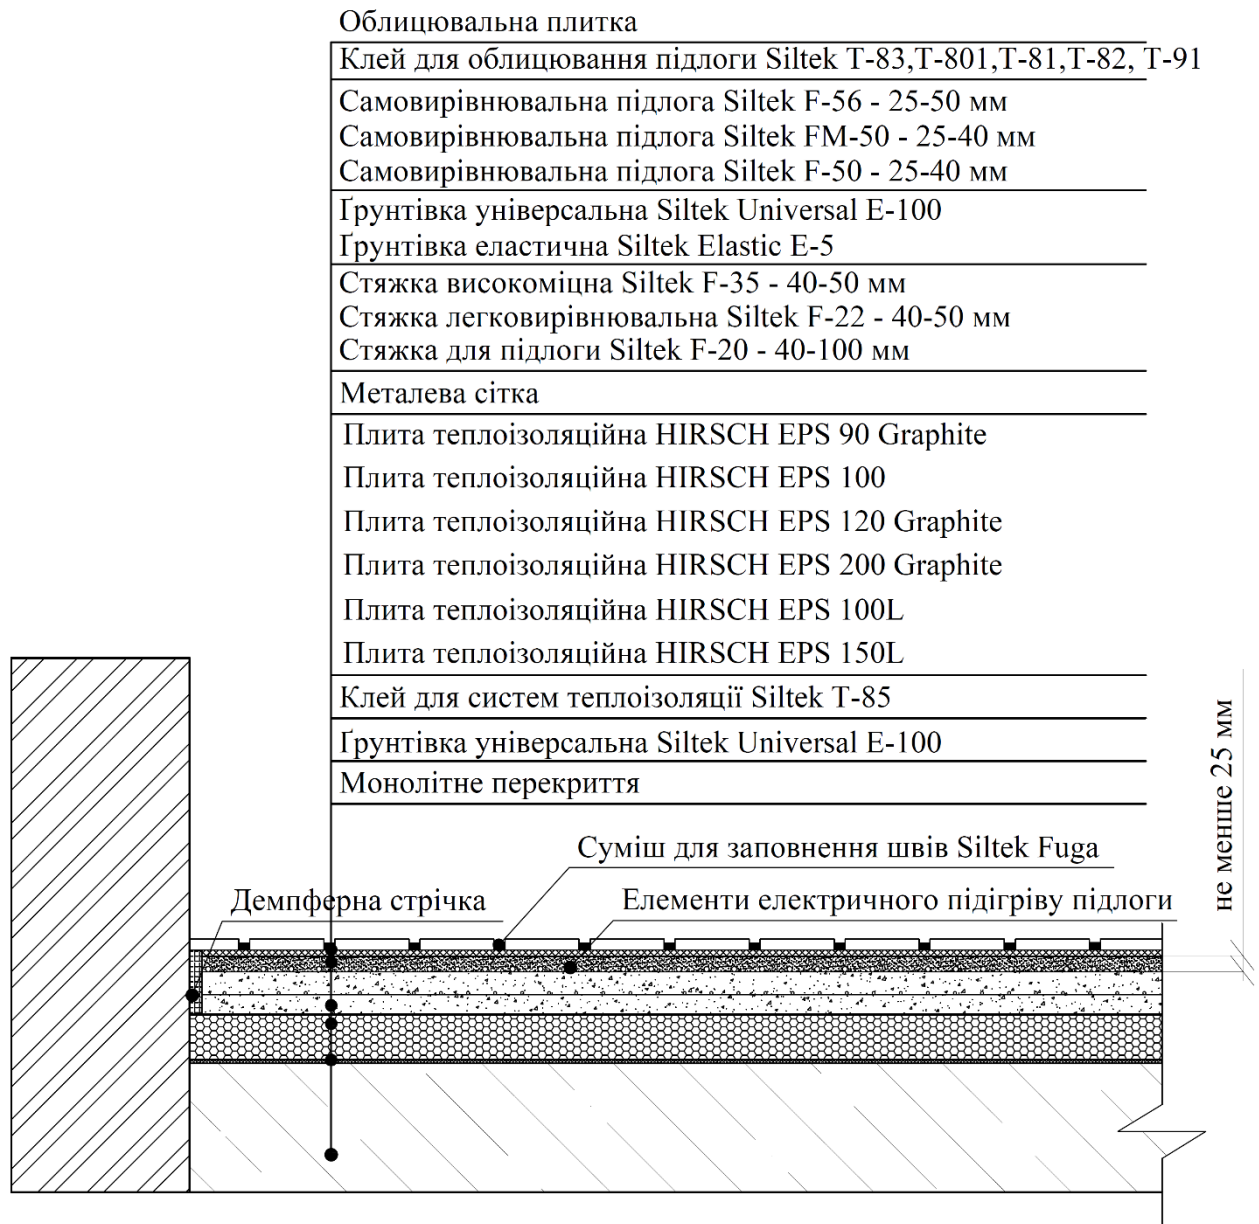 Облицювальна плитка
Клей для облицювання підлоги Siltek Т-83,Т-801,Т-81,Т-82, Т-91
Самовирівнювальна підлога Siltek F-56 - 25-50 мм
Самовирівнювальна підлога Siltek FM-50 - 25-40 мм
Самовирівнювальна підлога Siltek F-50 - 25-40 мм
Ґрунтівка універсальна Siltek Universal E-100
Ґрунтівка еластична Siltek Elastic E-5
Стяжка високоміцна Siltek F-35 - 40-50 мм
Стяжка легковирівнювальна Siltek F-22 - 40-50 мм
Стяжка для підлоги Siltek F-20 - 40-100 мм
Металева сітка
Плита теплоізоляційна HIRSCH EPS 90 Graphite
Плита теплоізоляційна HIRSCH EPS 100
Плита теплоізоляційна HIRSCH EPS 120 Graphite
Плита теплоізоляційна HIRSCH EPS 200 Graphite
Плита теплоізоляційна HIRSCH EPS 100L
Плита теплоізоляційна HIRSCH EPS 150L
Клей для систем теплоізоляції Siltek Т-85
Ґрунтівка універсальна Siltek Universal E-100
Монолітне перекриття
не менше 25 мм
Суміш для заповнення швів Siltek Fuga
Демпферна стрічка
Елементи електричного підігріву підлоги